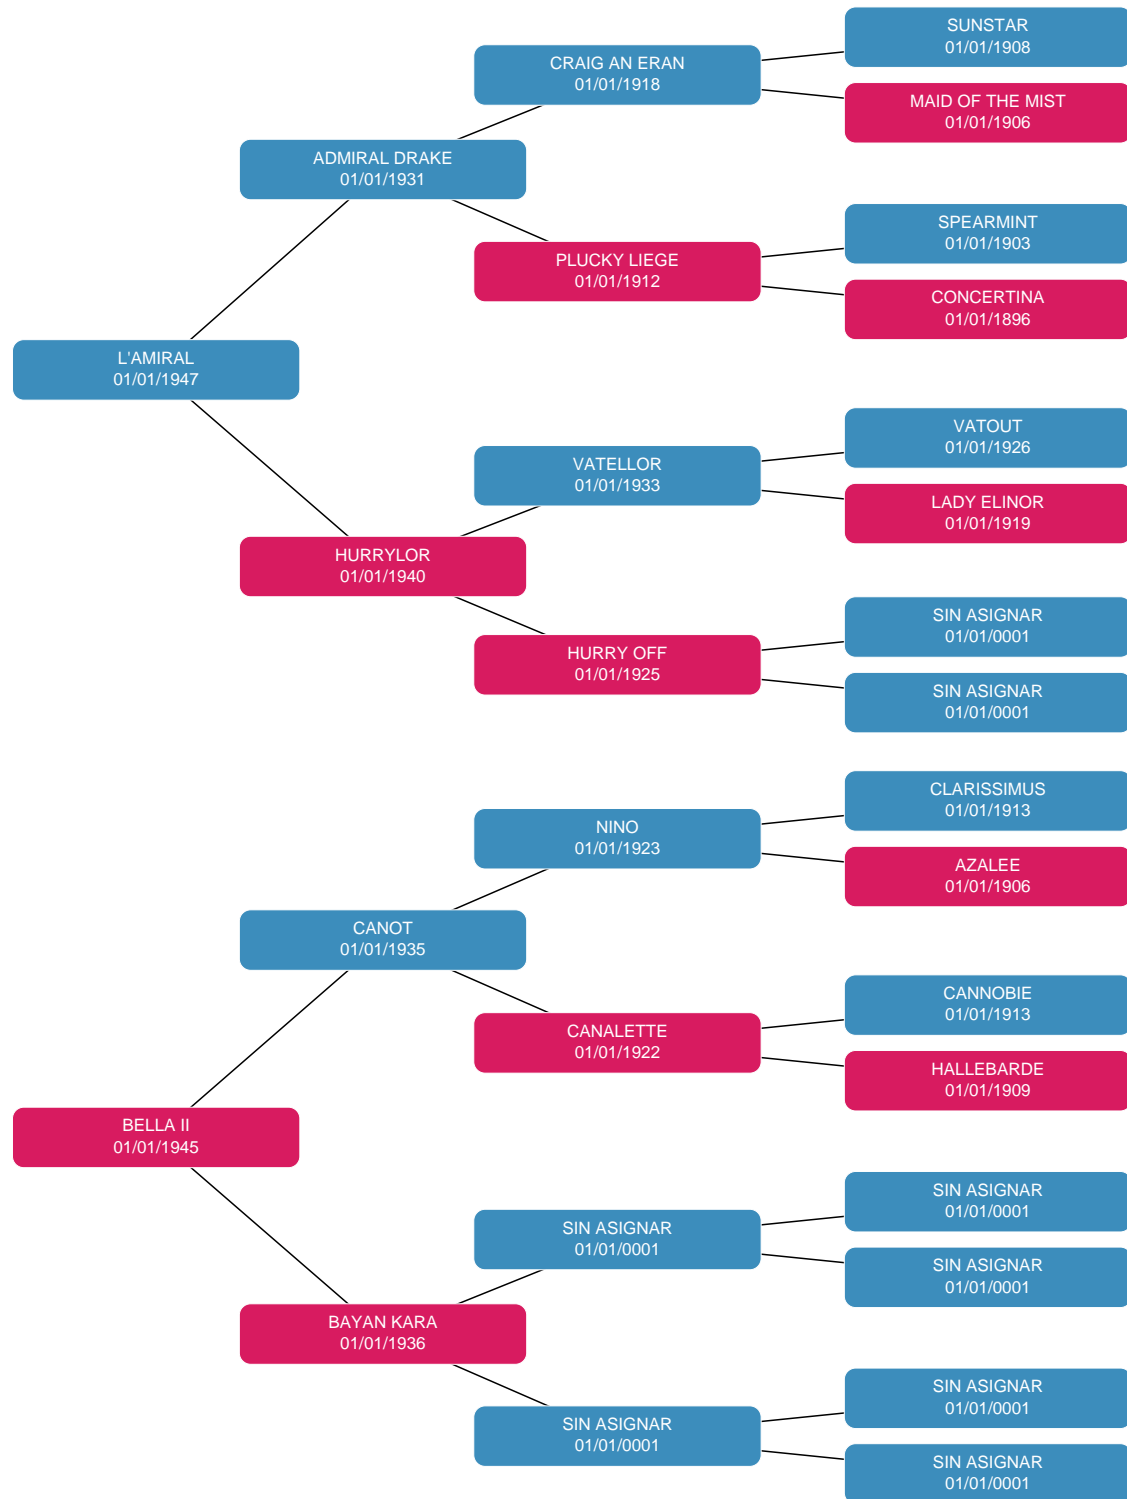 SUNSTAR
01/01/1908
CRAIG AN ERAN
01/01/1918
MAID OF THE MIST
01/01/1906
ADMIRAL DRAKE
01/01/1931
SPEARMINT
01/01/1903
PLUCKY LIEGE
01/01/1912
CONCERTINA
01/01/1896
L'AMIRAL
01/01/1947
VATOUT
01/01/1926
VATELLOR
01/01/1933
LADY ELINOR
01/01/1919
HURRYLOR
01/01/1940
SIN ASIGNAR
01/01/0001
HURRY OFF
01/01/1925
SIN ASIGNAR
01/01/0001
CLARISSIMUS
01/01/1913
NINO
01/01/1923
AZALEE
01/01/1906
CANOT
01/01/1935
CANNOBIE
01/01/1913
CANALETTE
01/01/1922
HALLEBARDE
01/01/1909
BELLA II
01/01/1945
SIN ASIGNAR
01/01/0001
SIN ASIGNAR
01/01/0001
SIN ASIGNAR
01/01/0001
BAYAN KARA
01/01/1936
SIN ASIGNAR
01/01/0001
SIN ASIGNAR
01/01/0001
SIN ASIGNAR
01/01/0001